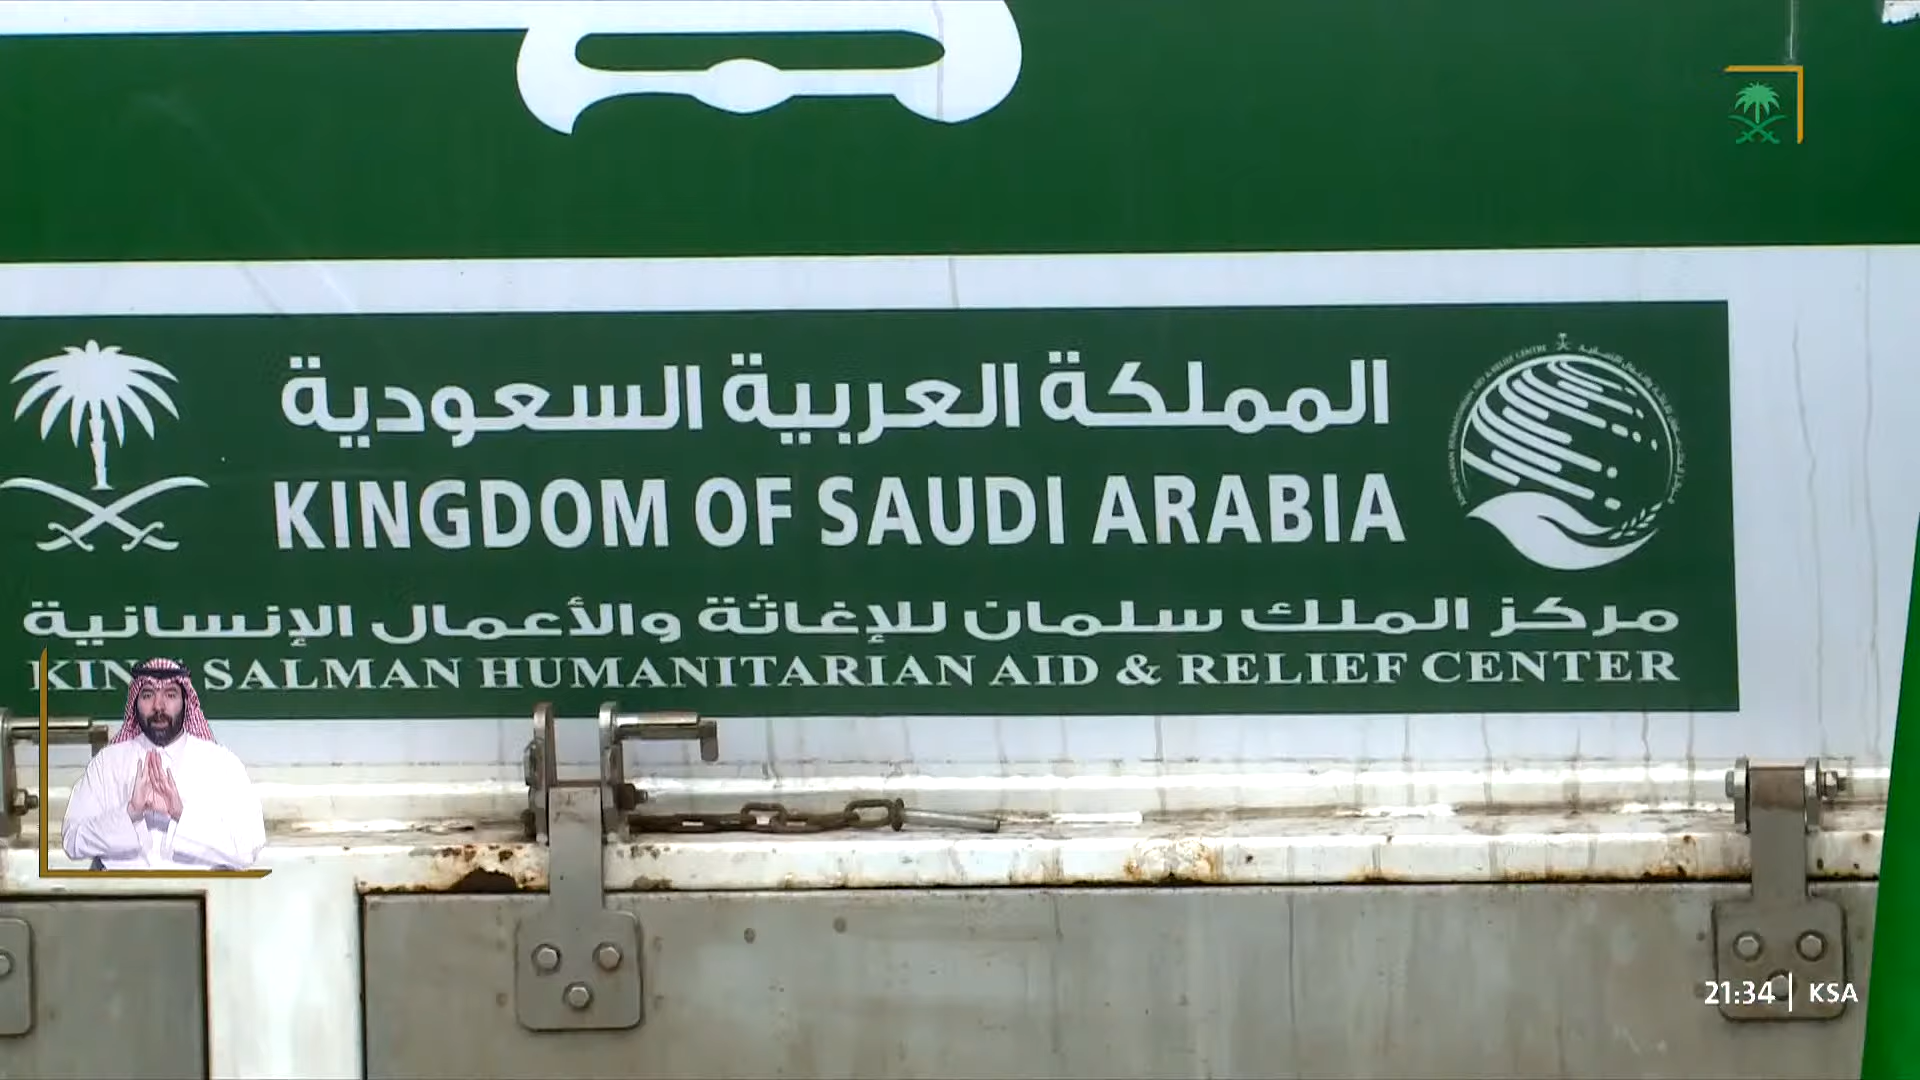 المملكة العربية السعودية
KINGDOM OF SAUDI ARABIA
مركز الملك سلمان للإغاثة والأعمال الإنسانية
KIN SALMAN HUMANITARIAN AID & RELIEF CENTER
21:34 | KSA